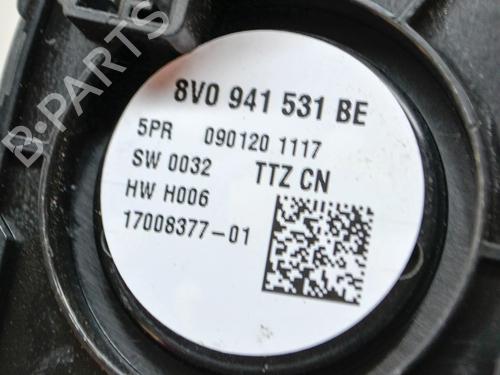 B-PARTS
8V0 941 531 BE
5PR 090120 1117
SW 0032 TTZ CN
HW H006
17008377-01